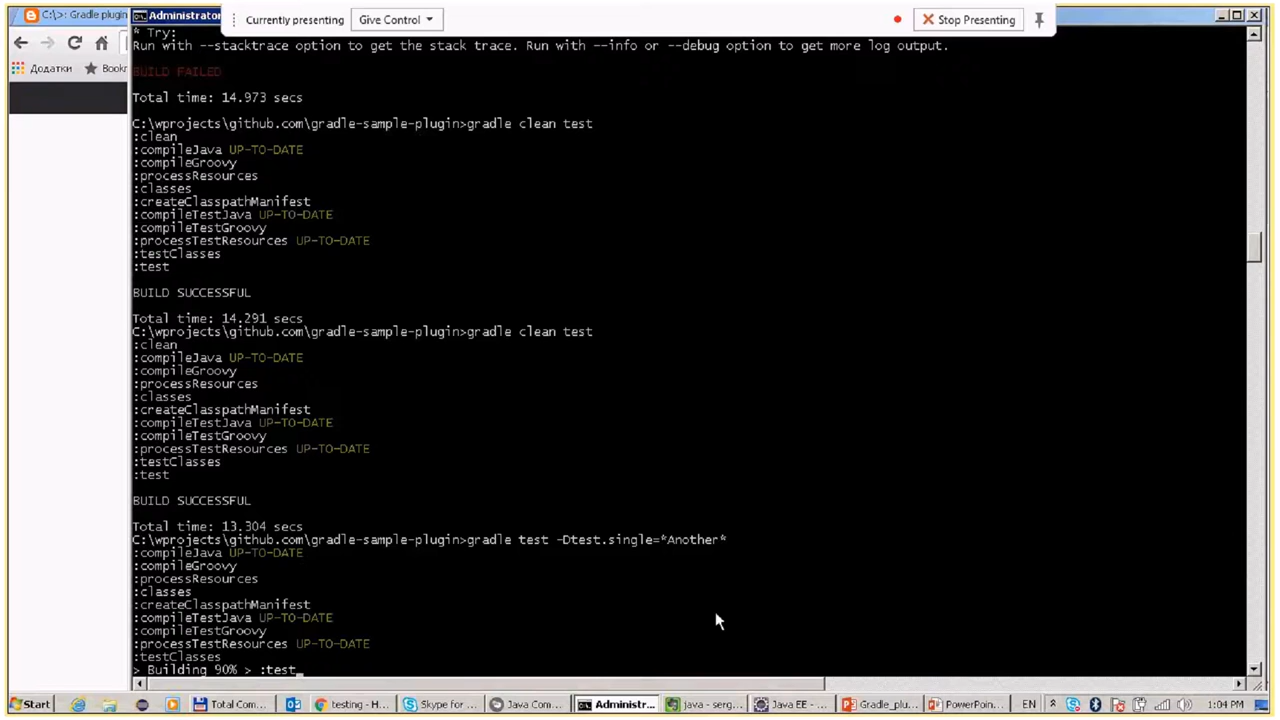 C:\>: Gradle plugin
Administrator
Currently presenting
Give Control
Stop Presenting
Додатки
Bookr
* Try:
Run with --stacktrace option to get the stack trace. Run with --info or --debug option to get more log output.
BUILD FAILED
Total time: 14.973 secs
C:\wprojects\github.com\gradle-sample-plugin>gradle clean test
:clean
:compileJava UP-TO-DATE
:compileGroovy
:processResources
:classes
:createClasspathManifest
:compileTestJava UP-TO-DATE
:compileTestGroovy
:processTestResources UP-TO-DATE
:testClasses
:test
BUILD SUCCESSFUL
Total time: 14.291 secs
C:\wprojects\github.com\gradle-sample-plugin>gradle clean test
:clean
:compileJava UP-TO-DATE
:compileGroovy
:processResources
:classes
:createClasspathManifest
:compileTestJava UP-TO-DATE
:compileTestGroovy
:processTestResources UP-TO-DATE
:testClasses
:test
BUILD SUCCESSFUL
Total time: 13.304 secs
C:\wprojects\github.com\gradle-sample-plugin>gradle test -Dtest.single=*Another*
:compileJava UP-TO-DATE
:compileGroovy
:processResources
:classes
:createClasspathManifest
:compileTestJava UP-TO-DATE
:compileTestGroovy
:processTestResources UP-TO-DATE
:testClasses
> Building 90% > :test
Start
Total Com...
testing - H...
Skype for ...
Java Com...
Administr...
java - serg...
Java EE - ...
Gradle_plu...
PowerPoin...
EN
1:04 PM